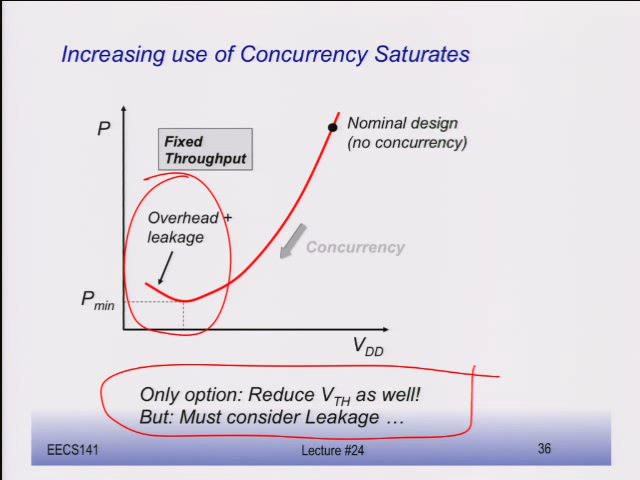 Increasing use of Concurrency Saturates
P
Fixed
Throughput
Nominal design
(no concurrency)
Overhead +
leakage
Concurrency
Pmin
VDD
Only option: Reduce VTH as well!
But: Must consider Leakage …
EECS141
Lecture #24
36